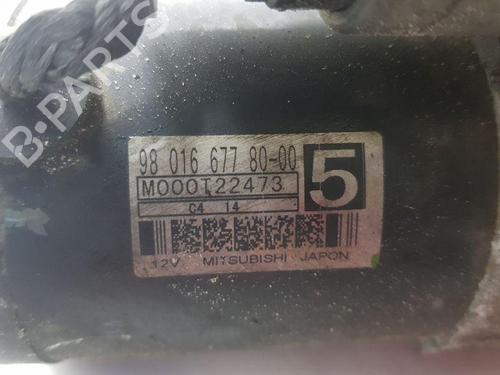 B-PARTS
98 016 677 80-00
M000T22473
5
C4 14
12V MITSUBISHI JAPON